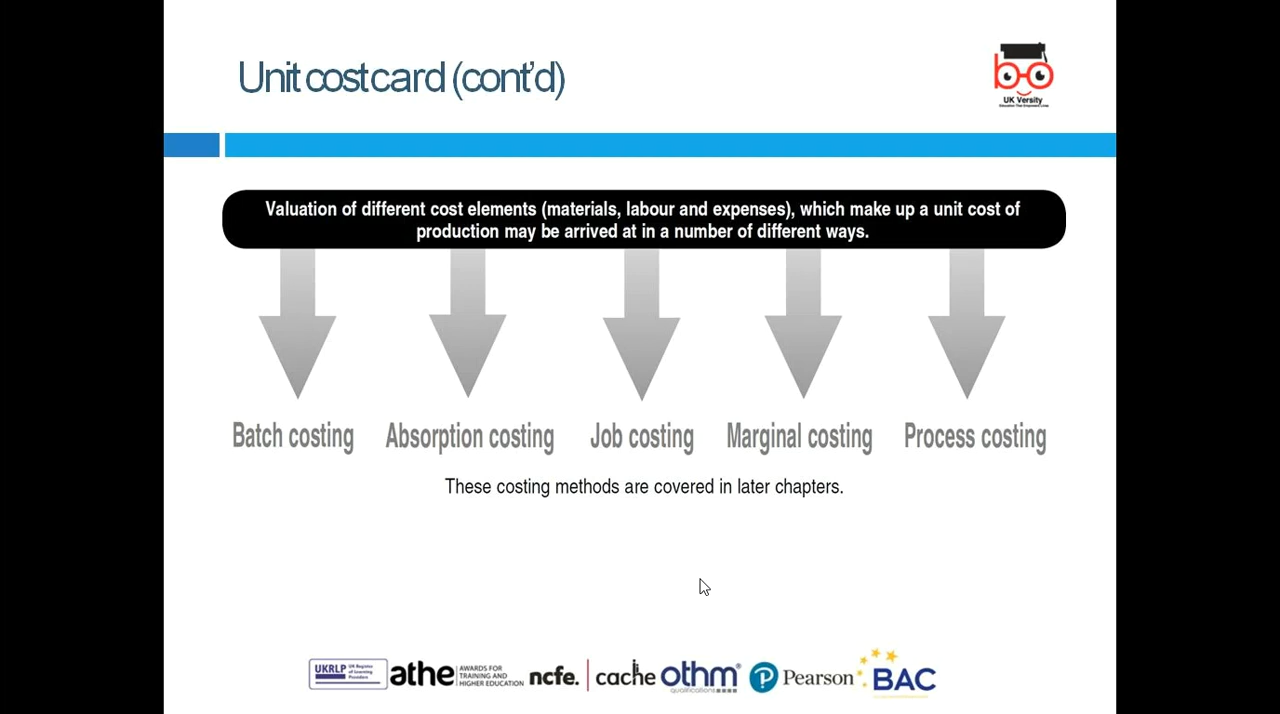 Unit cost card (cont'd)
UK Versity
Valuation of different cost elements (materials, labour and expenses), which make up a unit cost of
production may be arrived at in a number of different ways.
Batch costing
Absorption costing
Job costing
Marginal costing
Process costing
These costing methods are covered in later chapters.
UKRLP
UK Register
of Learning
Providers
athe
AWARDS FOR
TRAINING AND
HIGHER EDUCATION
ncfe.
cache
othm
qualifications
Pearson
BAC